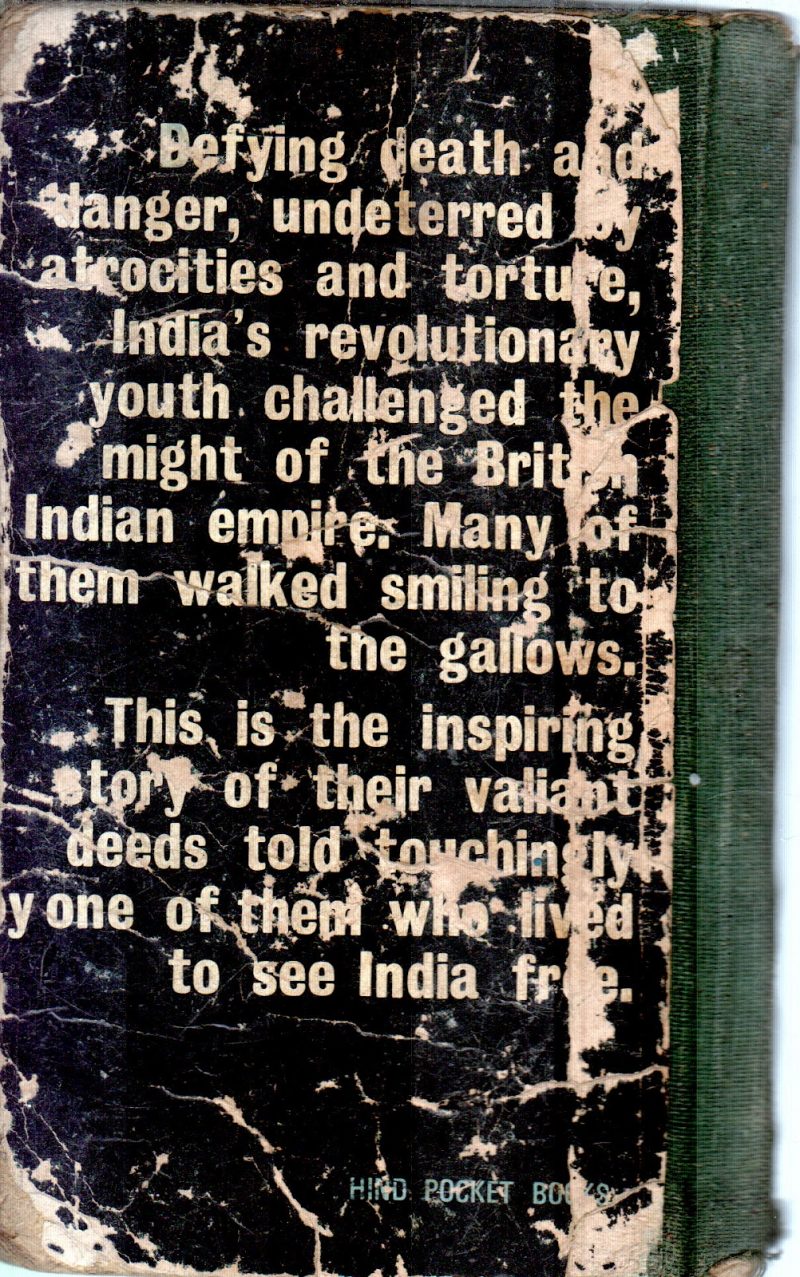 Defying death and
danger, undeterred by
atrocities and torture,
India's revolutionary
youth challenged the
might of the British
Indian empire. Many of
them walked smiling to
the gallows.
This is the inspiring
story of their valiant
deeds told touchingly
by one of them who lived
to see India free.
HIND POCKET BOOKS